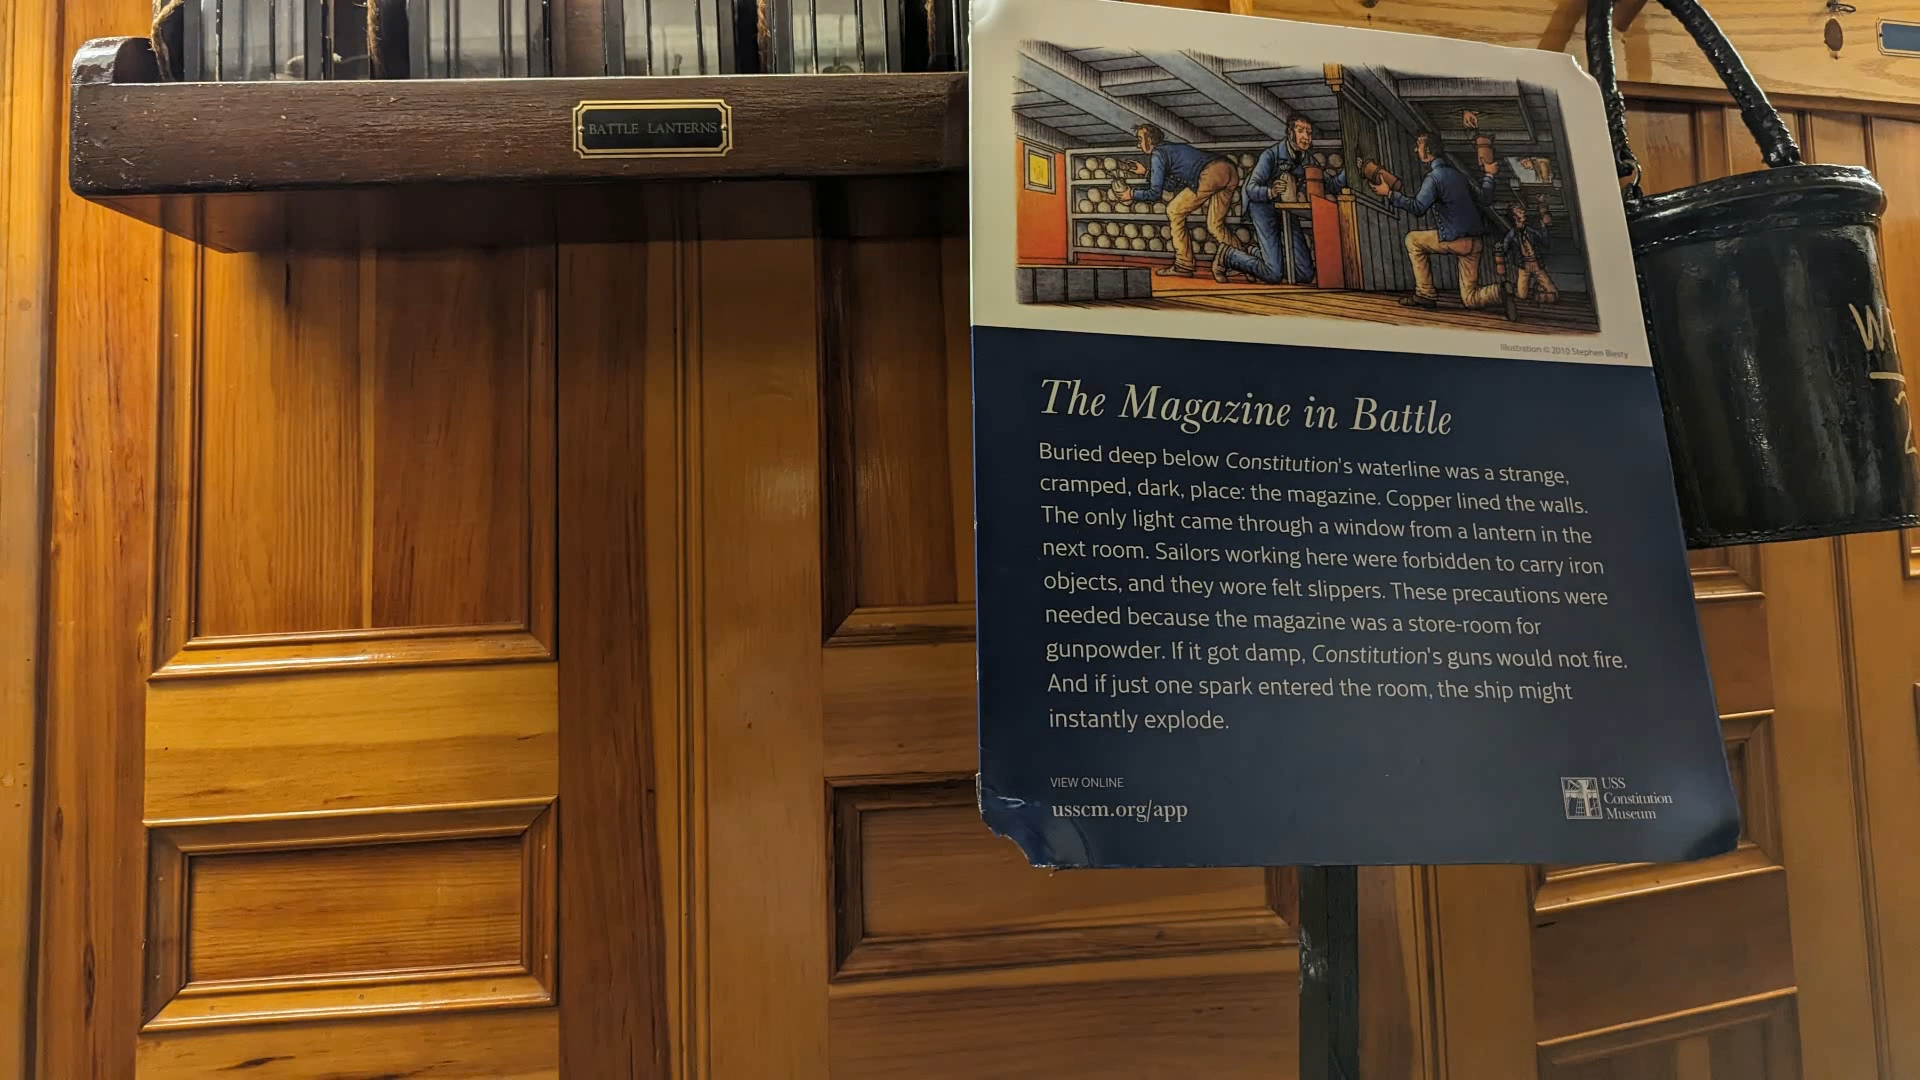 BATTLE LANTERNS
Illustration © 2010 Stephen Biesty
The Magazine in Battle
Buried deep below Constitution's waterline was a strange,
cramped, dark, place: the magazine. Copper lined the walls.
The only light came through a window from a lantern in the
next room. Sailors working here were forbidden to carry iron
objects, and they wore felt slippers. These precautions were
needed because the magazine was a store-room for
gunpowder. If it got damp, Constitution's guns would not fire.
And if just one spark entered the room, the ship might
instantly explode.
VIEW ONLINE
usscm.org/app
USS
Constitution
Museum